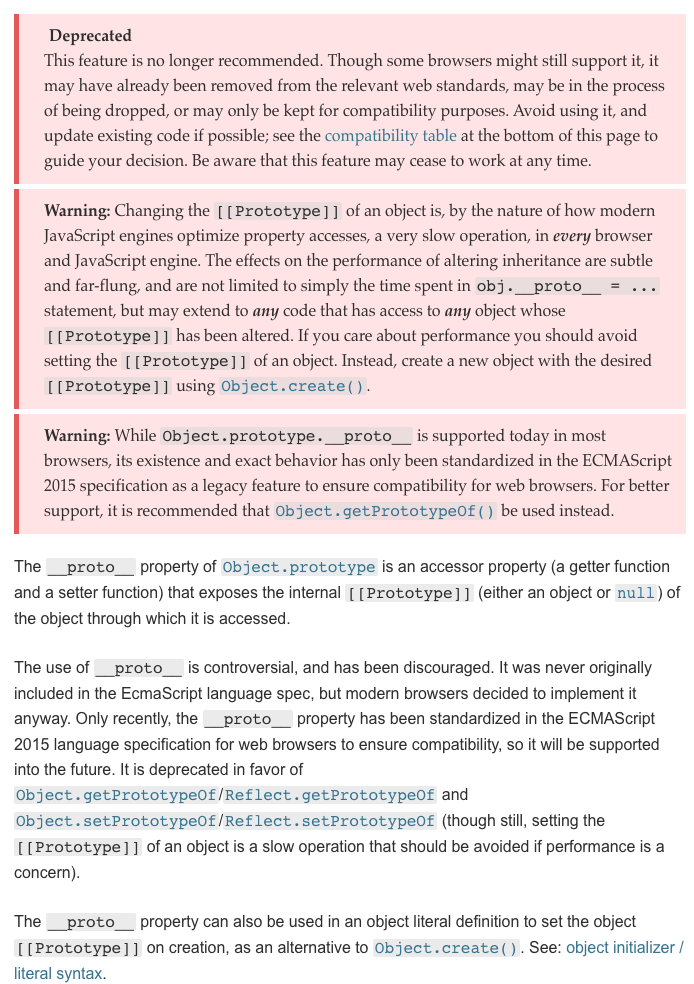 Deprecated
This feature is no longer recommended. Though some browsers might still support it, it
may have already been removed from the relevant web standards, may be in the process
of being dropped, or may only be kept for compatibility purposes. Avoid using it, and
update existing code if possible; see the compatibility table at the bottom of this page to
guide your decision. Be aware that this feature may cease to work at any time.
Warning: Changing the [[Prototype]] of an object is, by the nature of how modern
JavaScript engines optimize property accesses, a very slow operation, in every browser
and JavaScript engine. The effects on the performance of altering inheritance are subtle
and far-flung, and are not limited to simply the time spent in obj.__proto__ = ...
statement, but may extend to any code that has access to any object whose
[[Prototype]] has been altered. If you care about performance you should avoid
setting the [[Prototype]] of an object. Instead, create a new object with the desired
[[Prototype]] using Object.create().
Warning: While Object.prototype.__proto__ is supported today in most
browsers, its existence and exact behavior has only been standardized in the ECMAScript
2015 specification as a legacy feature to ensure compatibility for web browsers. For better
support, it is recommended that Object.getPrototypeOf() be used instead.
The __proto__ property of Object.prototype is an accessor property (a getter function
and a setter function) that exposes the internal [[Prototype]] (either an object or null) of
the object through which it is accessed.
The use of __proto__ is controversial, and has been discouraged. It was never originally
included in the EcmaScript language spec, but modern browsers decided to implement it
anyway. Only recently, the __proto__ property has been standardized in the ECMAScript
2015 language specification for web browsers to ensure compatibility, so it will be supported
into the future. It is deprecated in favor of
Object.getPrototypeOf/Reflect.getPrototypeOf and
Object.setPrototypeOf/Reflect.setPrototypeOf (though still, setting the
[[Prototype]] of an object is a slow operation that should be avoided if performance is a
concern).
The __proto__ property can also be used in an object literal definition to set the object
[[Prototype]] on creation, as an alternative to Object.create(). See: object initializer /
literal syntax.